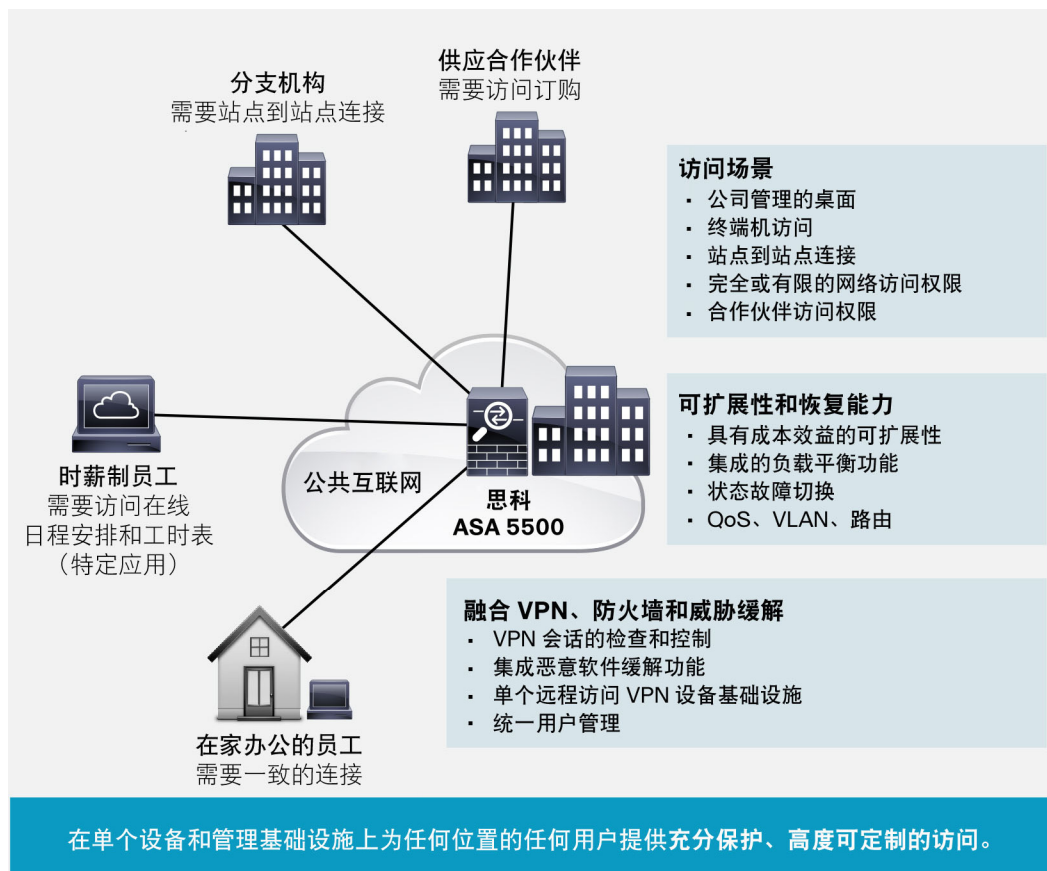 分支机构
需要站点到站点连接
供应合作伙伴
需要访问订购
访问场景
▪ 公司管理的桌面
▪ 终端机访问
▪ 站点到站点连接
▪ 完全或有限的网络访问权限
▪ 合作伙伴访问权限
时薪制员工
需要访问在线
日程安排和工时表
（特定应用）
公共互联网
思科
ASA 5500
可扩展性和恢复能力
▪ 具有成本效益的可扩展性
▪ 集成的负载平衡功能
▪ 状态故障切换
▪ QoS、VLAN、路由
在家办公的员工
需要一致的连接
融合 VPN、防火墙和威胁缓解
▪ VPN 会话的检查和控制
▪ 集成恶意软件缓解功能
▪ 单个远程访问 VPN 设备基础设施
▪ 统一用户管理
在单个设备和管理基础设施上为任何位置的任何用户提供充分保护、高度可定制的访问。